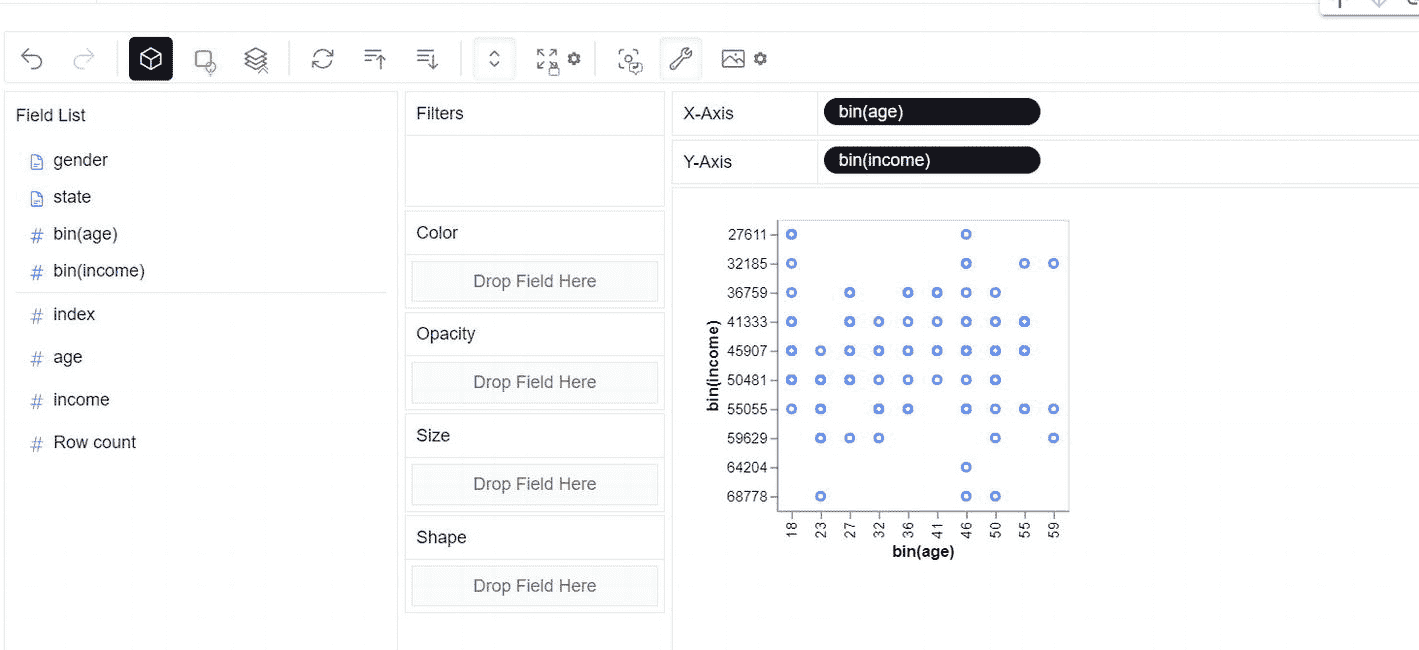 Field List
gender
state
# bin(age)
# bin(income)
# index
# age
# income
# Row count
Filters
Color
Drop Field Here
Opacity
Drop Field Here
Size
Drop Field Here
Shape
Drop Field Here
X-Axis
bin(age)
Y-Axis
bin(income)
bin(income)
27611
32185
36759
41333
45907
50481
55055
59629
64204
68778
18 23 27 32 36 41 46 50 55 59
bin(age)